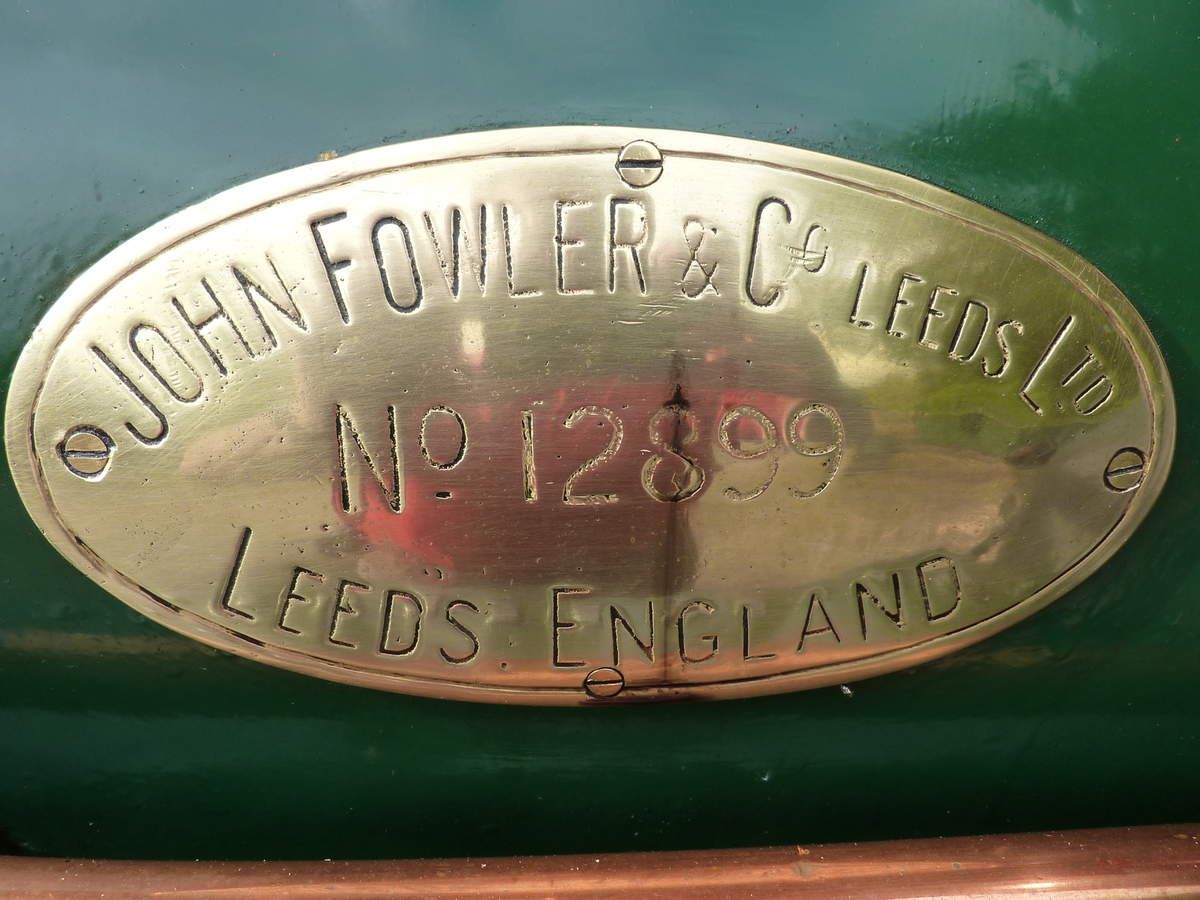 JOHN FOWLER & Co LEEDS LTD
No. 12899
LEEDS. ENGLAND